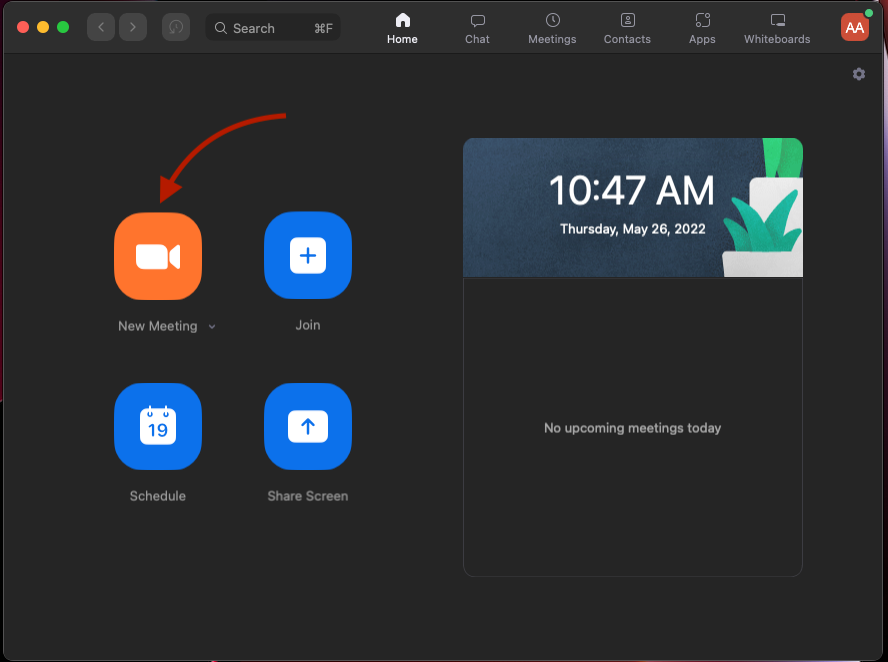 Search ⌘F
Home
Chat
Meetings
Contacts
Apps
Whiteboards
AA
10:47 AM
Thursday, May 26, 2022
New Meeting
Join
No upcoming meetings today
19
Schedule
Share Screen